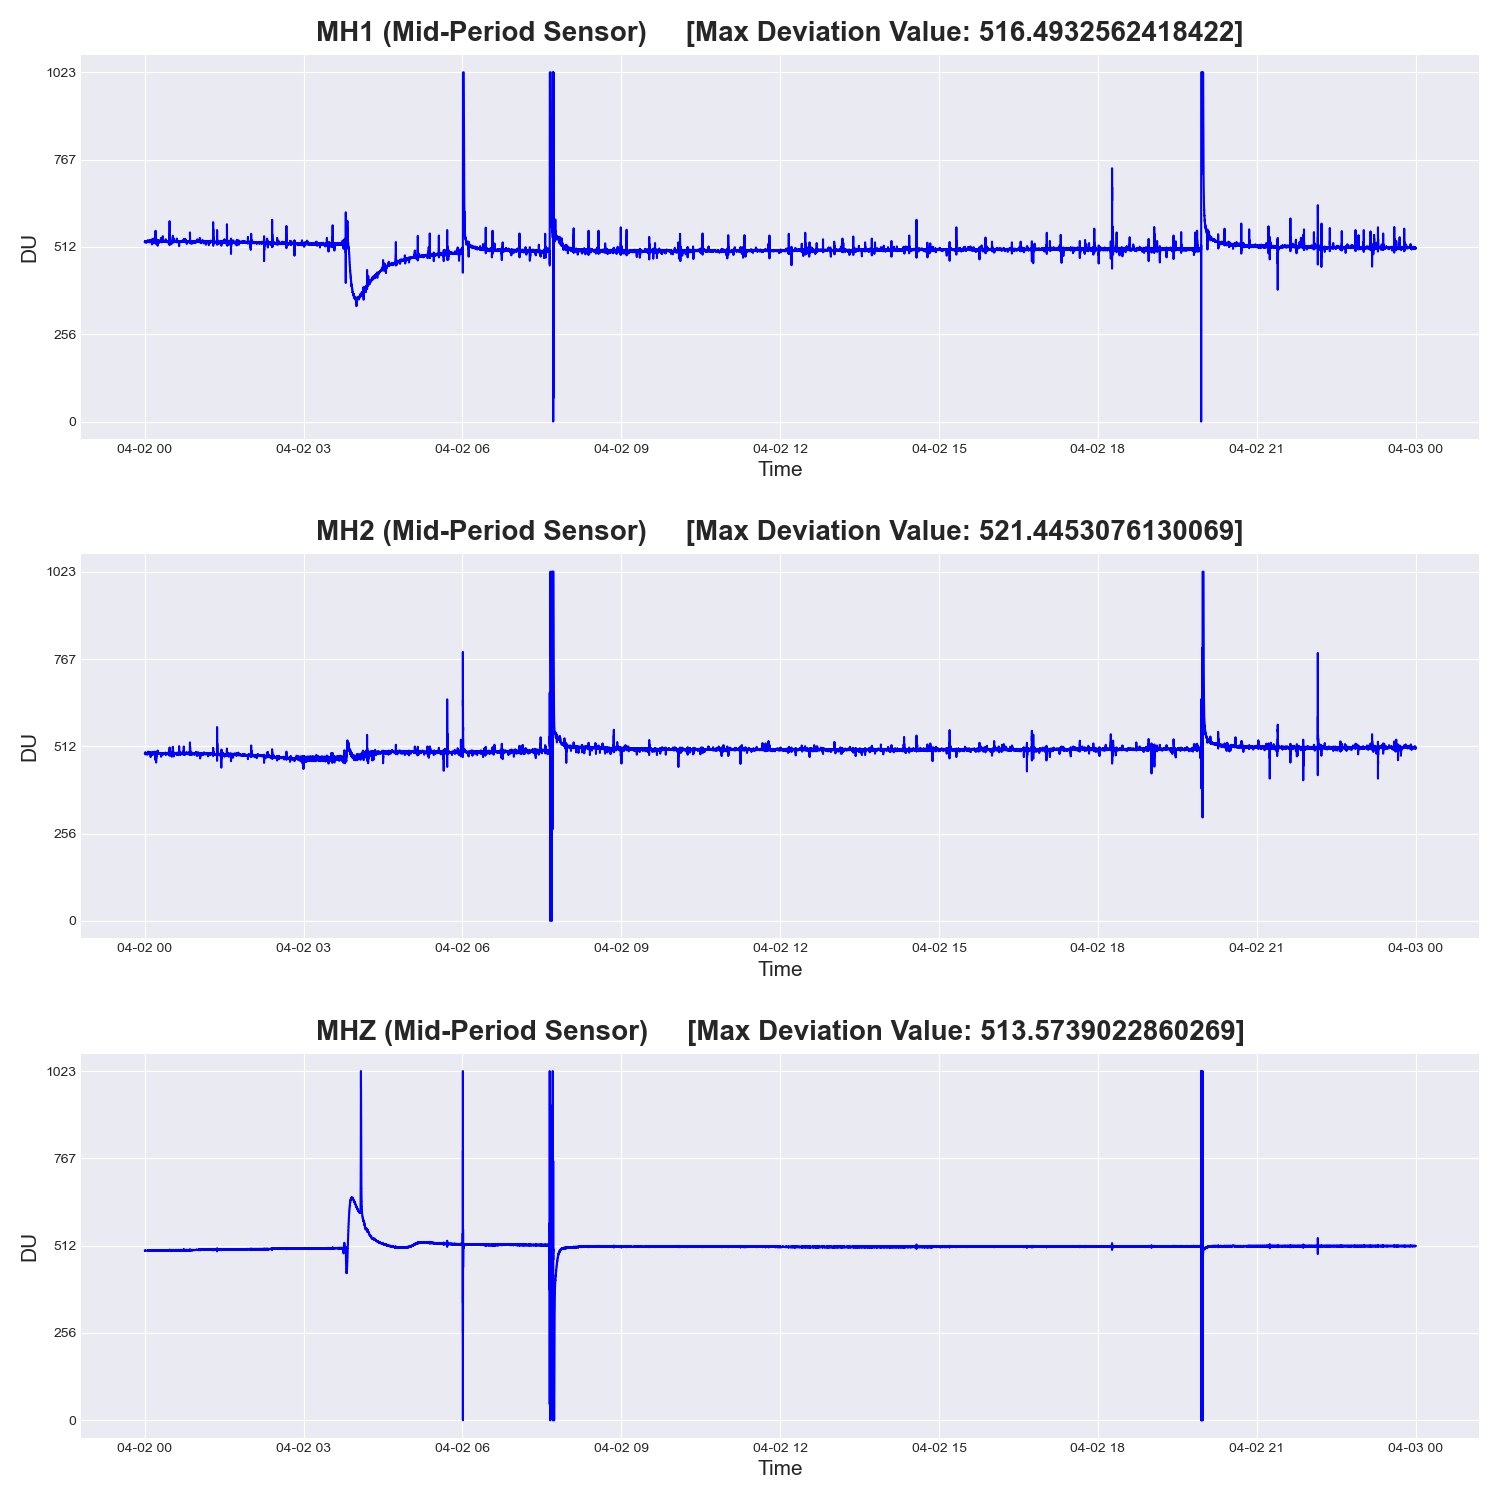 MH1 (Mid-Period Sensor) [Max Deviation Value: 516.4932562418422]
1023
767
512
256
0
DU
04-02 00 04-02 03 04-02 06 04-02 09 04-02 12 04-02 15 04-02 18 04-02 21 04-03 00
Time
MH2 (Mid-Period Sensor) [Max Deviation Value: 521.4453076130069]
1023
767
512
256
0
DU
04-02 00 04-02 03 04-02 06 04-02 09 04-02 12 04-02 15 04-02 18 04-02 21 04-03 00
Time
MHZ (Mid-Period Sensor) [Max Deviation Value: 513.5739022860269]
1023
767
512
256
0
DU
04-02 00 04-02 03 04-02 06 04-02 09 04-02 12 04-02 15 04-02 18 04-02 21 04-03 00
Time